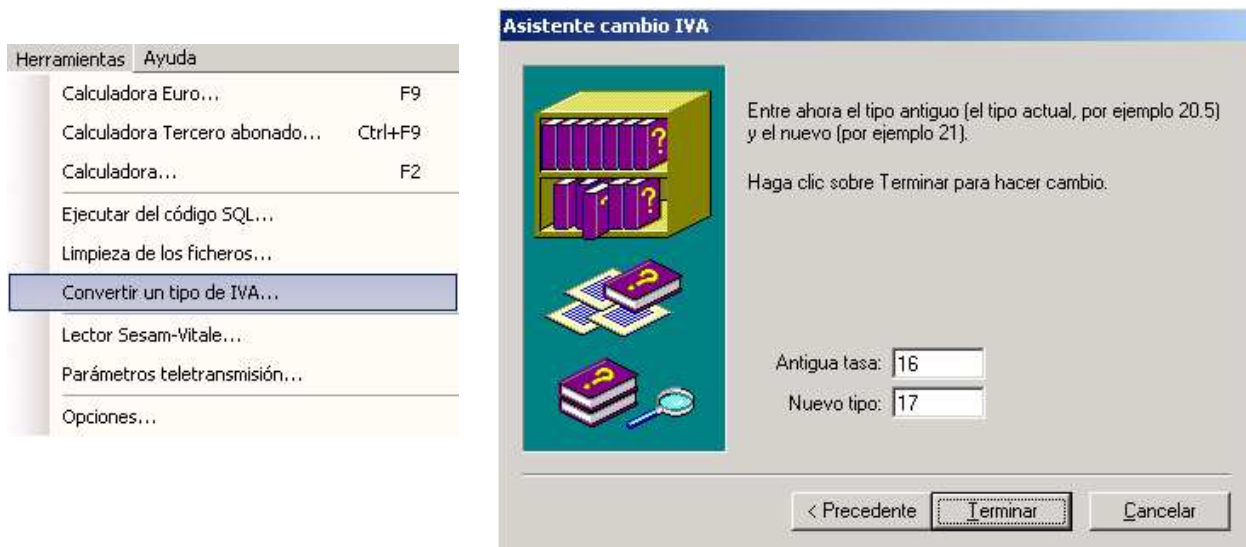 Herramientas Ayuda
Calculadora Euro... F9
Calculadora Tercero abonado... Ctrl+F9
Calculadora... F2
Ejecutar del código SQL...
Limpieza de los ficheros...
Convertir un tipo de IVA...
Lector Sesam-Vitale...
Parámetros teletransmisión...
Opciones...
Asistente cambio IVA
Entre ahora el tipo antiguo (el tipo actual, por ejemplo 20.5)
y el nuevo (por ejemplo 21).
Haga clic sobre Terminar para hacer cambio.
Antigua tasa: 16
Nuevo tipo: 17
< Precedente Terminar Cancelar